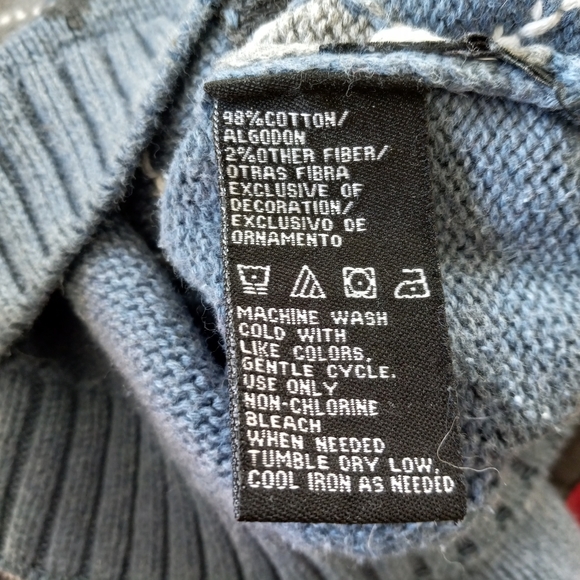 98%COTTON/
ALGODON
2%OTHER FIBER/
OTRAS FIBRA
EXCLUSIVE OF
DECORATION/
EXCLUSIVO DE
ORNAMENTO
MACHINE WASH
COLD WITH
LIKE COLORS,
GENTLE CYCLE.
USE ONLY
NON-CHLORINE
BLEACH
WHEN NEEDED
TUMBLE DRY LOW,
COOL IRON AS NEEDED